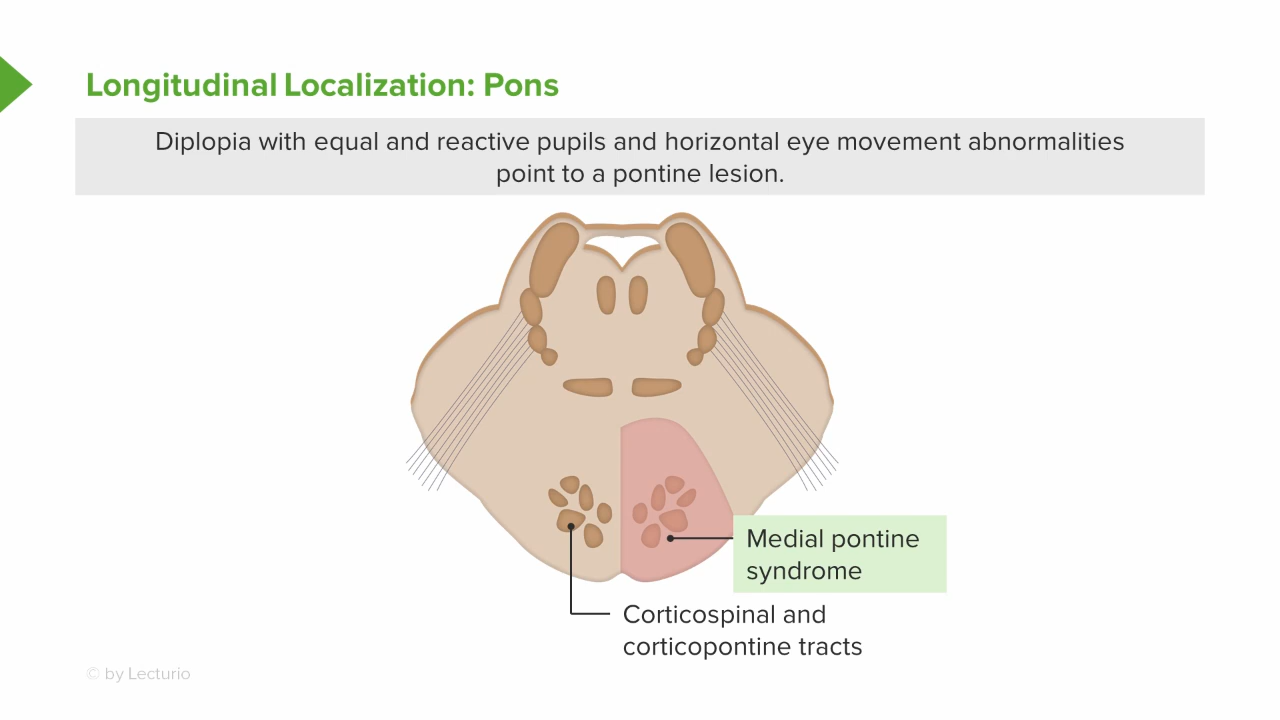 Longitudinal Localization: Pons
Diplopia with equal and reactive pupils and horizontal eye movement abnormalities
point to a pontine lesion.
Medial pontine
syndrome
Corticospinal and
corticopontine tracts
© by Lecturio